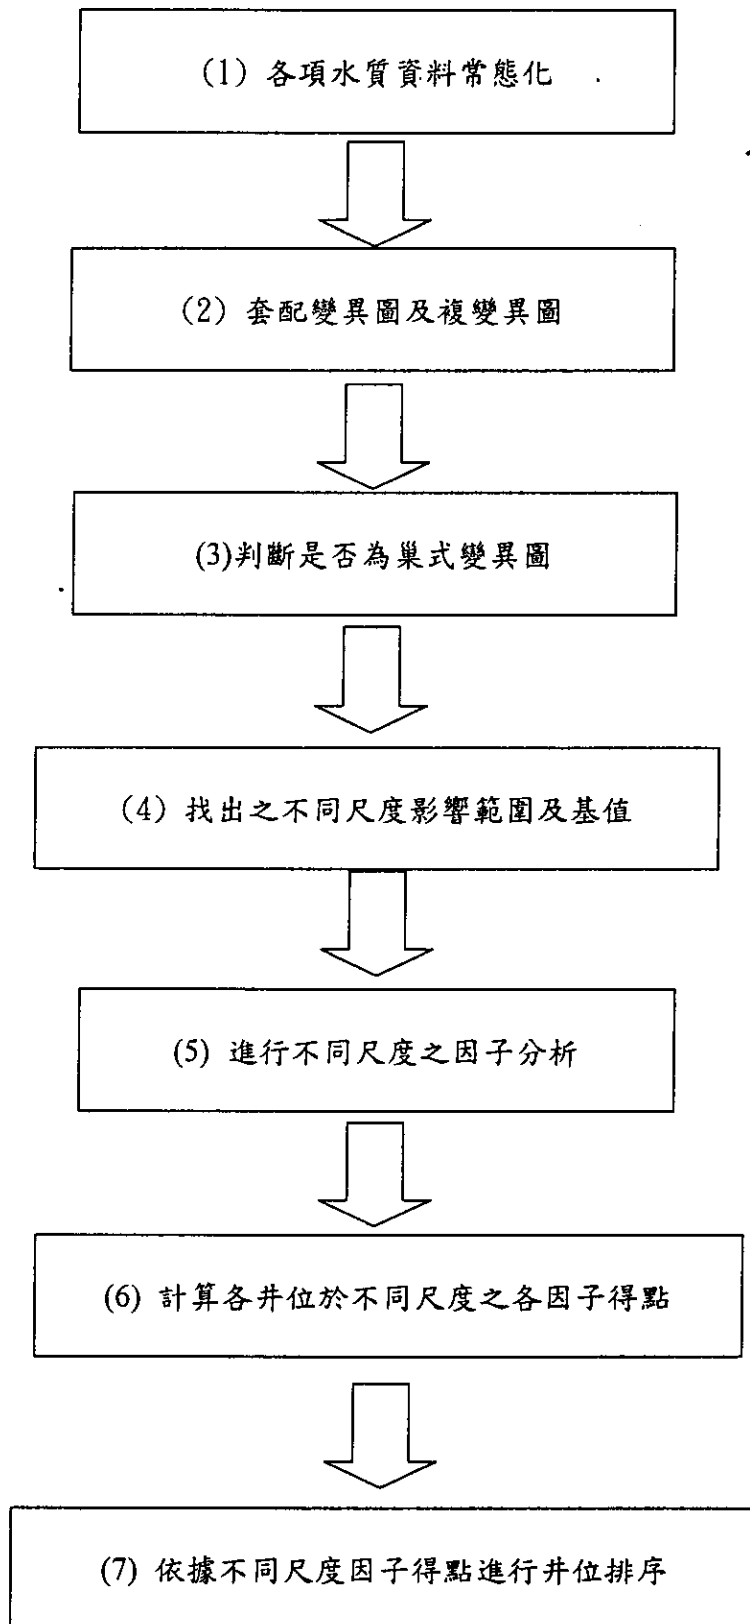 (1) 各項水質資料常態化
(2) 套配變異圖及複變異圖
(3)判斷是否為巢式變異圖
(4) 找出之不同尺度影響範圍及基值
(5) 進行不同尺度之因子分析
(6) 計算各井位於不同尺度之各因子得點
(7) 依據不同尺度因子得點進行井位排序